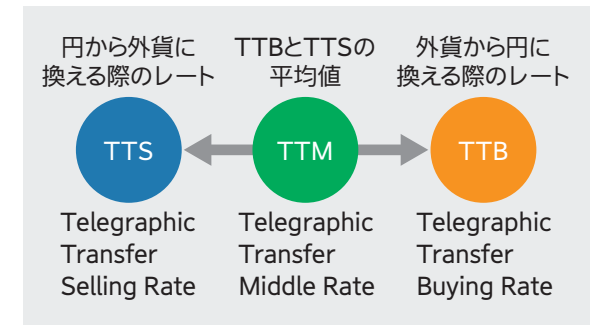 円から外貨に
換える際のレート
TTBとTTSの
平均値
外貨から円に
換える際のレート
TTS
TTM
TTB
Telegraphic
Transfer
Selling Rate
Telegraphic
Transfer
Middle Rate
Telegraphic
Transfer
Buying Rate